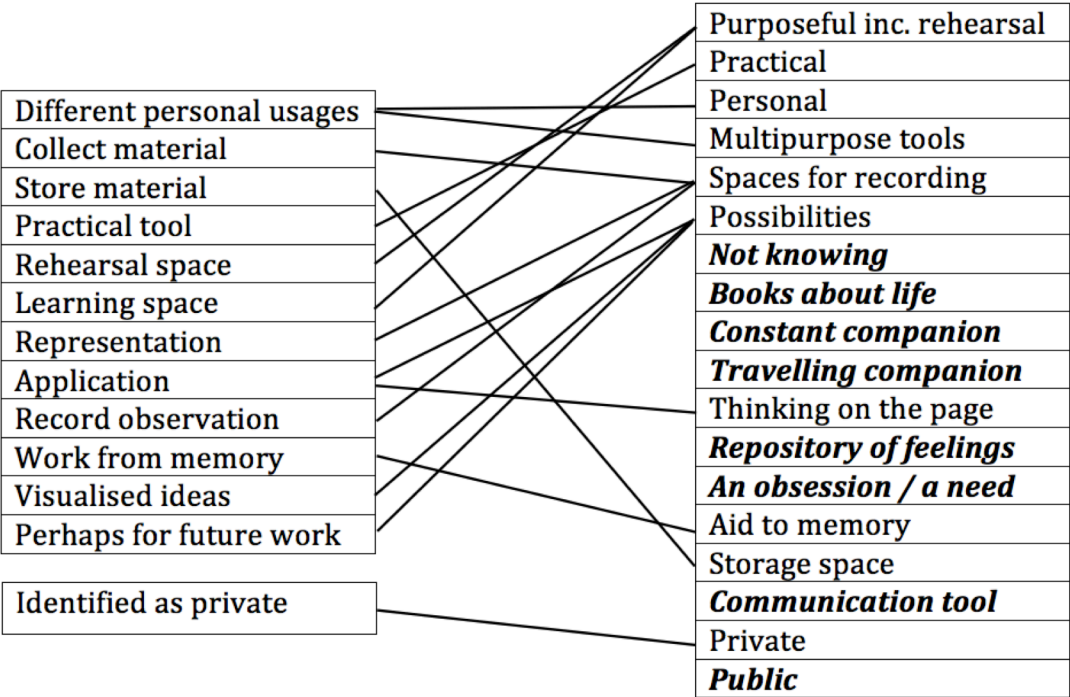 Different personal usages
Collect material
Store material
Practical tool
Rehearsal space
Learning space
Representation
Application
Record observation
Work from memory
Visualised ideas
Perhaps for future work
Identified as private
Purposeful inc. rehearsal
Practical
Personal
Multipurpose tools
Spaces for recording
Possibilities
Not knowing
Books about life
Constant companion
Travelling companion
Thinking on the page
Repository of feelings
An obsession / a need
Aid to memory
Storage space
Communication tool
Private
Public